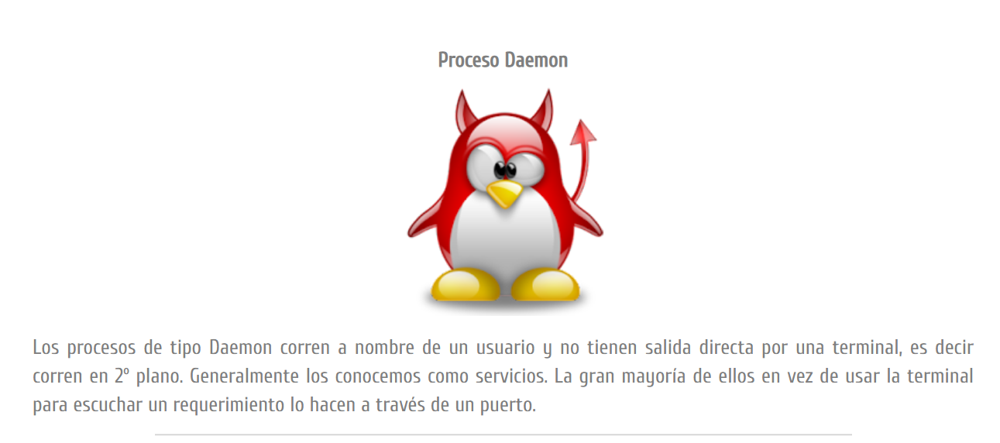 Proceso Daemon
Los procesos de tipo Daemon corren a nombre de un usuario y no tienen salida directa por una terminal, es decir
corren en 2º plano. Generalmente los conocemos como servicios. La gran mayoría de ellos en vez de usar la terminal
para escuchar un requerimiento lo hacen a través de un puerto.